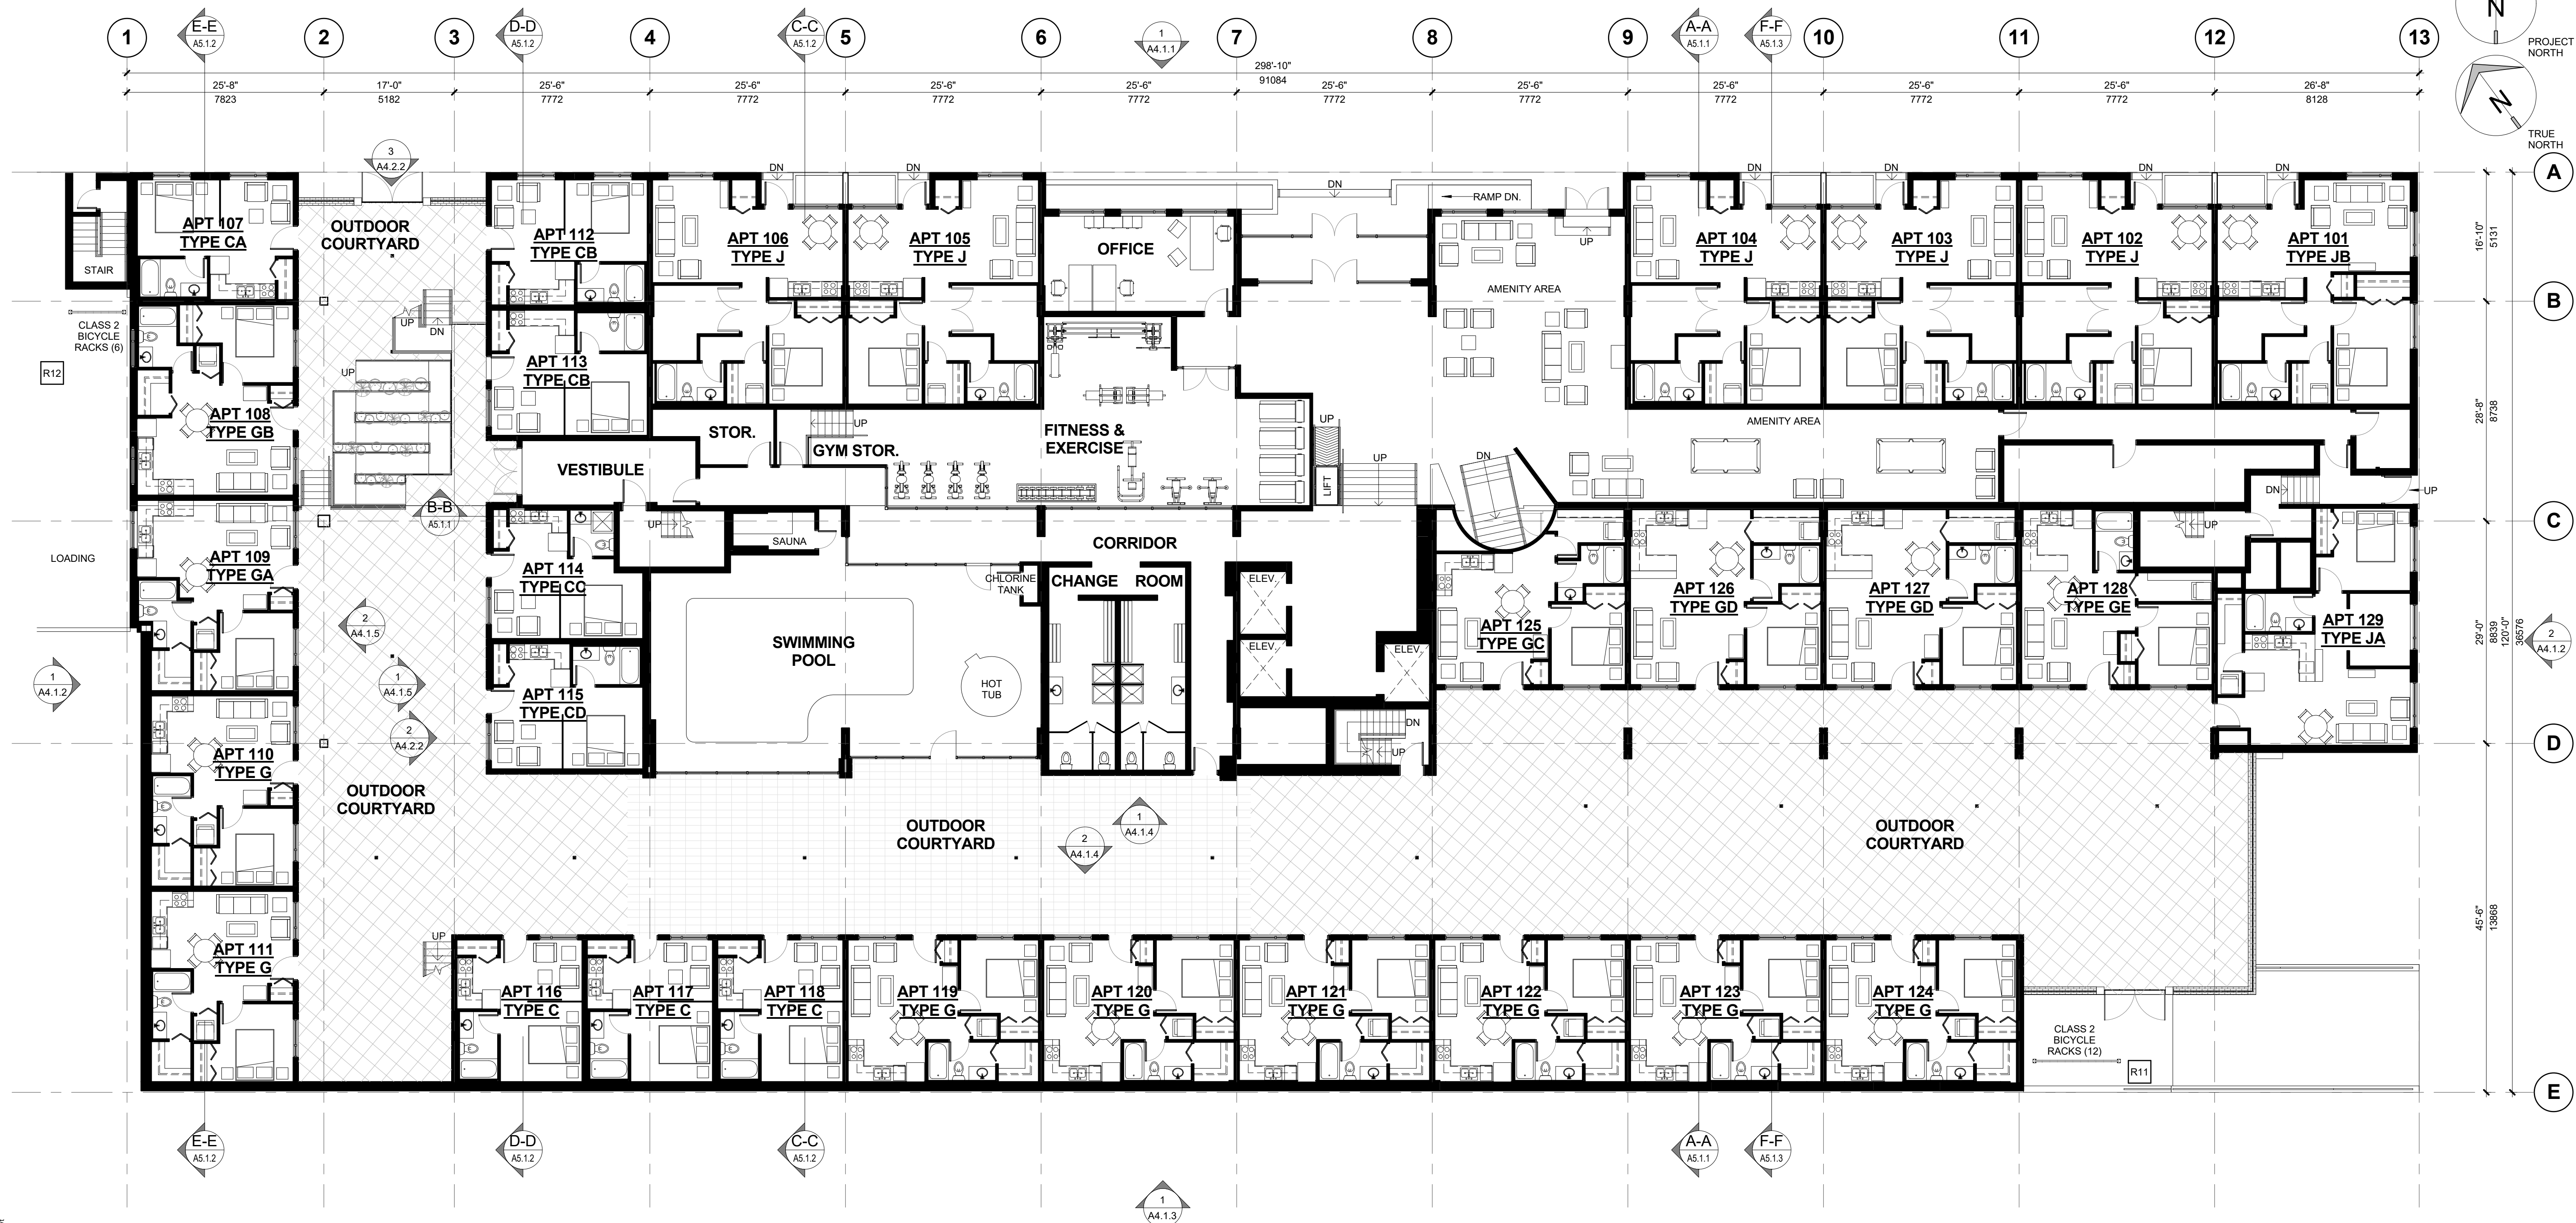 N
PROJECT
NORTH
N
TRUE
NORTH
E-E
A5.1.2
D-D
A5.1.2
C-C
A5.1.2
1
A4.1.1
A-A
A5.1.1
F-F
A5.1.3
1 2 3 4 5 6 7 8 9 10 11 12 13
298'-10"
91084
25'-8" 17'-0" 25'-6" 25'-6" 25'-6" 25'-6" 25'-6" 25'-6" 25'-6" 25'-6" 26'-8"
7823 5182 7772 7772 7772 7772 7772 7772 7772 7772 8128
3
A4.2.2
A
B
C
D
E
16'-10"
5131
28'-8"
8738
29'-0"
8839
120'-0"
36576
45'-6"
13868
STAIR
CLASS 2
BICYCLE
RACKS (6)
R12
LOADING
APT 107
TYPE CA
OUTDOOR
COURTYARD
APT 112
TYPE CB
DN
APT 106
TYPE J
DN
APT 105
TYPE J
OFFICE
DN
RAMP DN.
UP
AMENITY AREA
DN
APT 104
TYPE J
DN
APT 103
TYPE J
DN
APT 102
TYPE J
DN
APT 101
TYPE JB
UP
DN
UP
APT 108
TYPE GB
APT 113
TYPE CB
STOR.
UP
GYM STOR.
FITNESS &
EXERCISE
VESTIBULE
UP
LIFT
UP
DN
AMENITY AREA
DN
UP
B-B
A5.1.1
APT 109
TYPE GA
APT 114
TYPE CC
UP
SAUNA
CORRIDOR
CHLORINE
TANK
CHANGE ROOM
ELEV.
ELEV.
ELEV.
APT 125
TYPE GC
APT 126
TYPE GD
APT 127
TYPE GD
APT 128
TYPE GE
UP
APT 129
TYPE JA
2
A4.1.5
1
A4.1.2
1
A4.1.5
2
A4.2.2
2
A4.1.2
SWIMMING
POOL
HOT
TUB
APT 115
TYPE CD
DN
UP
APT 110
TYPE G
OUTDOOR
COURTYARD
OUTDOOR
COURTYARD
1
A4.1.4
2
A4.1.4
OUTDOOR
COURTYARD
APT 111
TYPE G
UP
APT 116
TYPE C
APT 117
TYPE C
APT 118
TYPE C
APT 119
TYPE G
APT 120
TYPE G
APT 121
TYPE G
APT 122
TYPE G
APT 123
TYPE G
APT 124
TYPE G
CLASS 2
BICYCLE
RACKS (12)
R11
E-E
A5.1.2
D-D
A5.1.2
C-C
A5.1.2
A-A
A5.1.1
F-F
A5.1.3
1
A4.1.3